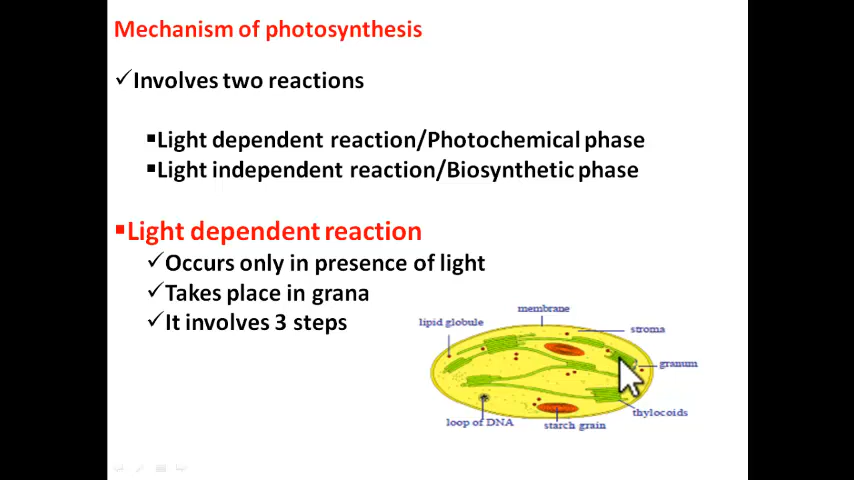 Mechanism of photosynthesis
Involves two reactions
Light dependent reaction/Photochemical phase
Light independent reaction/Biosynthetic phase
Light dependent reaction
Occurs only in presence of light
Takes place in grana
It involves 3 steps
membrane
lipid globule
stroma
granum
thylocoids
loop of DNA
starch grain